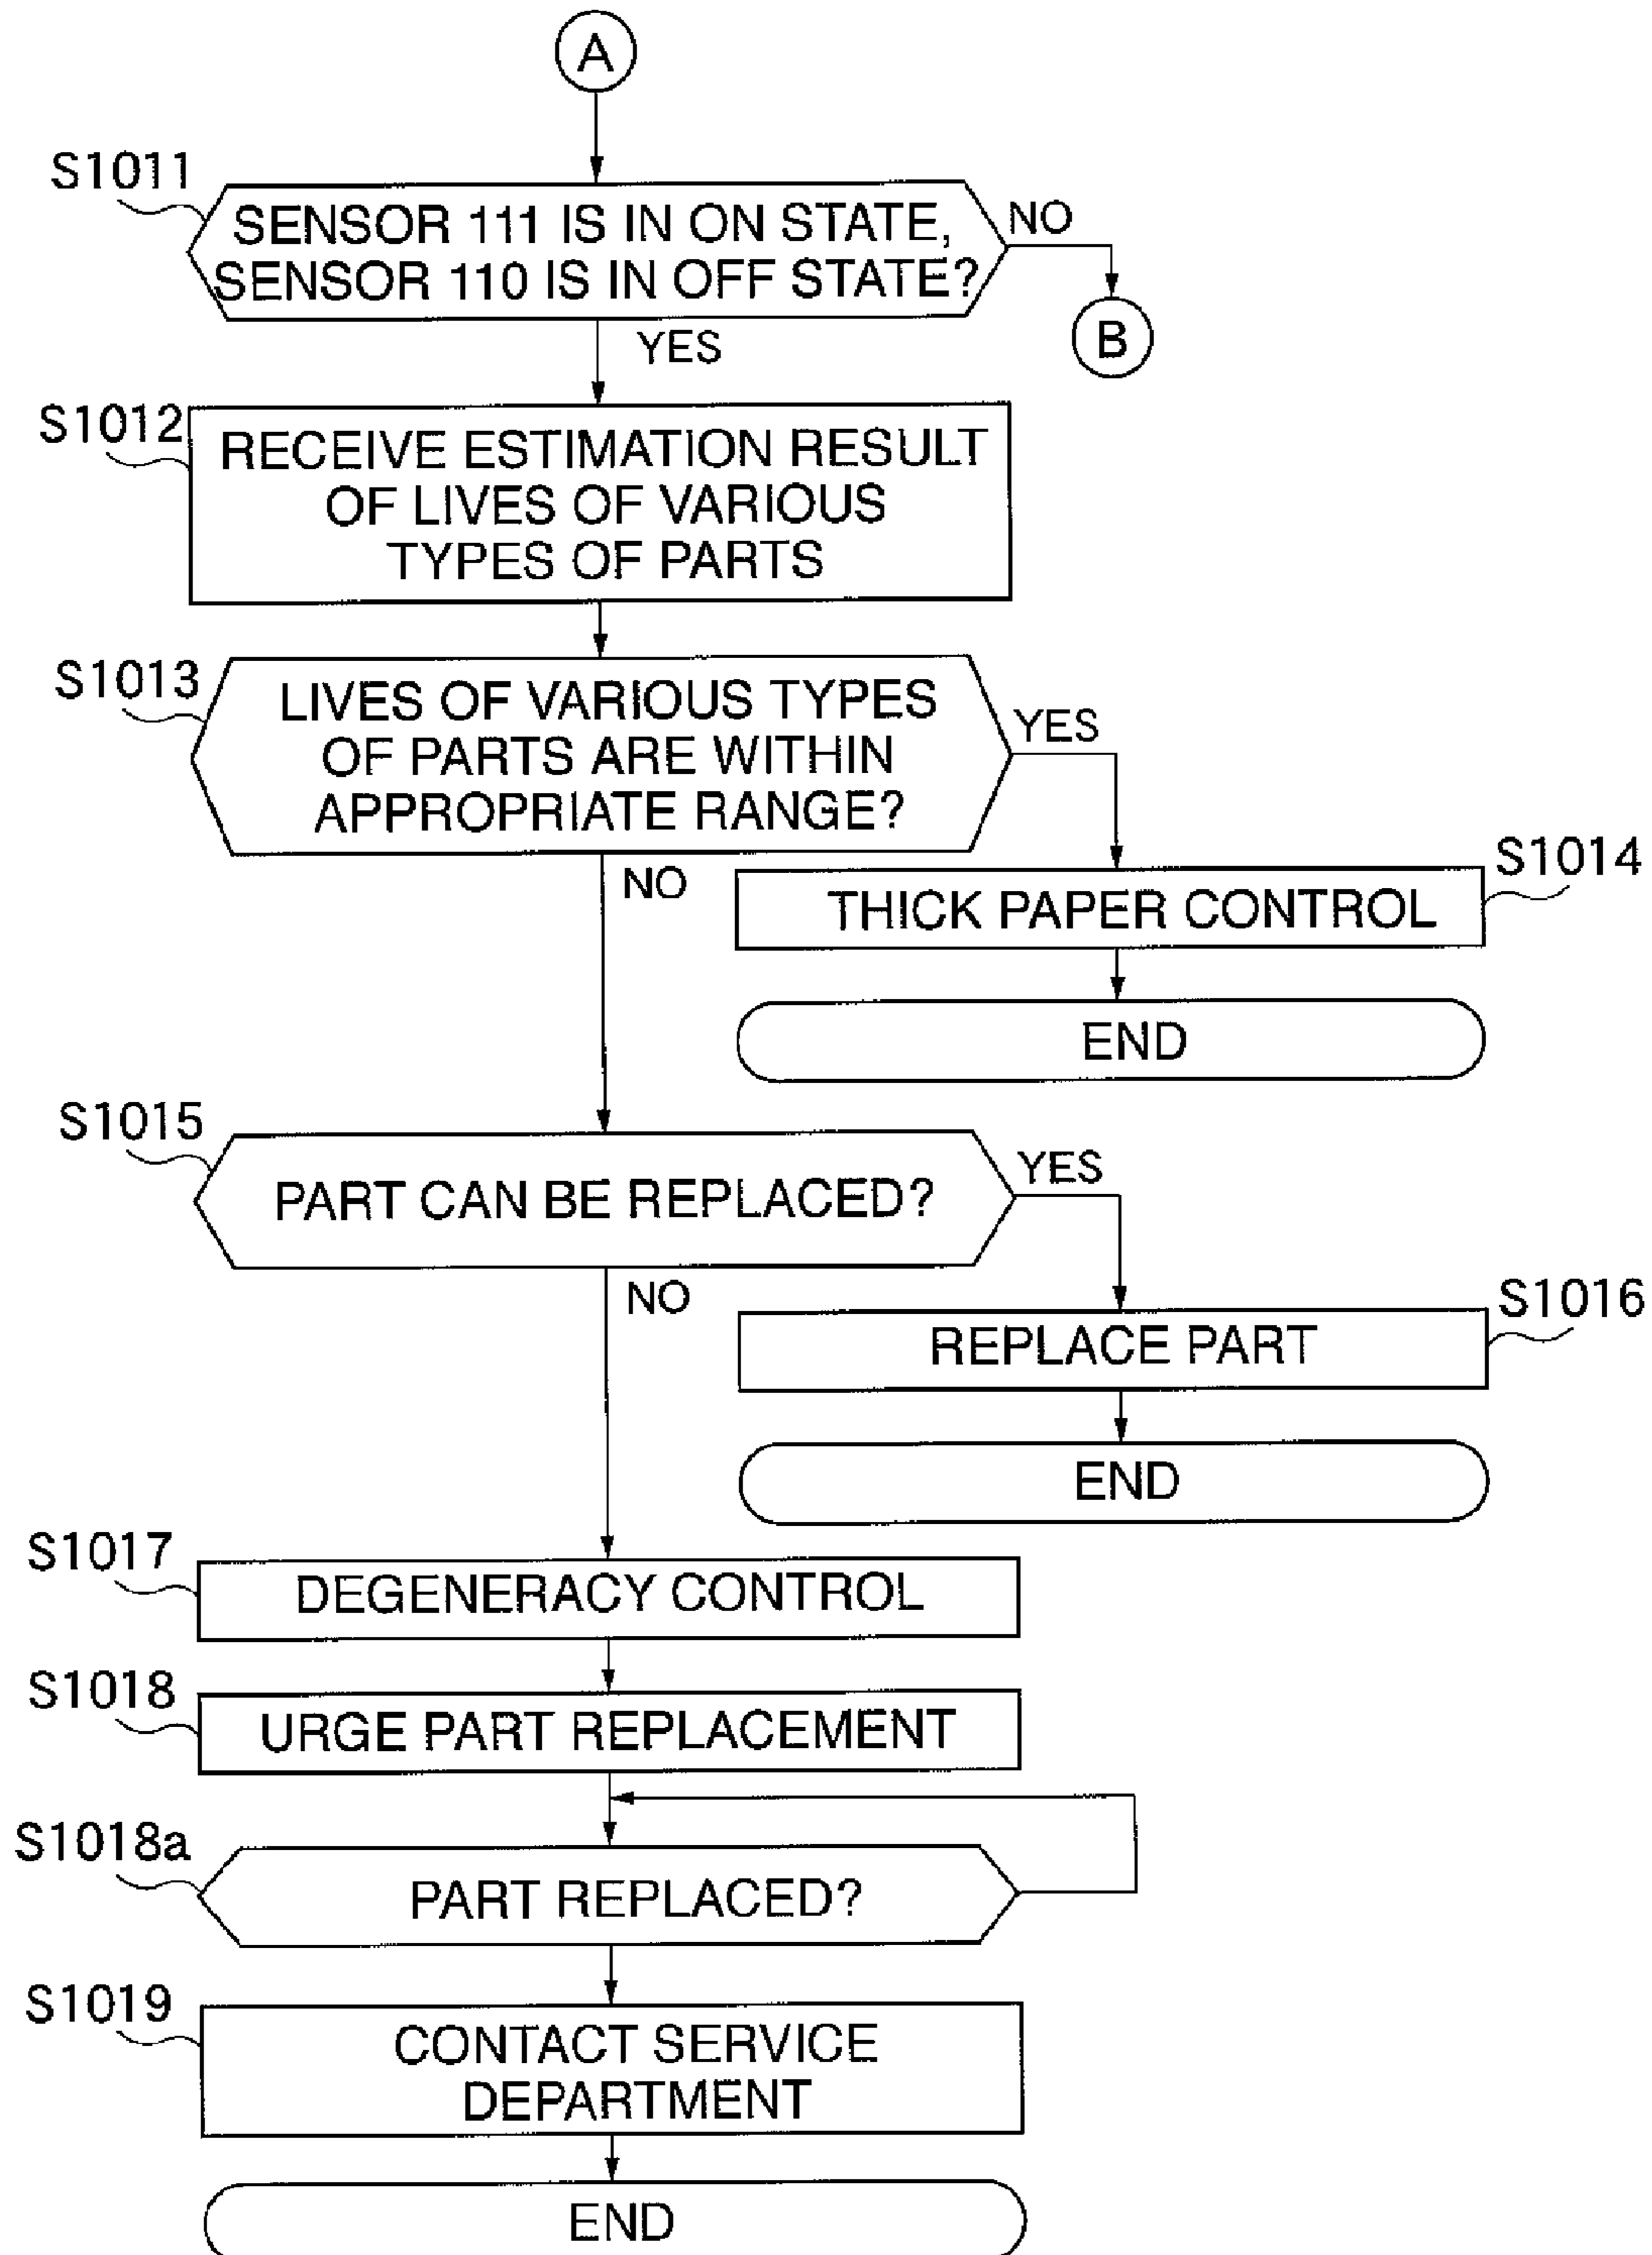 A
S1011
SENSOR 111 IS IN ON STATE,
SENSOR 110 IS IN OFF STATE?
NO
B
YES
S1012
RECEIVE ESTIMATION RESULT
OF LIVES OF VARIOUS
TYPES OF PARTS
S1013
LIVES OF VARIOUS TYPES
OF PARTS ARE WITHIN
APPROPRIATE RANGE?
YES
NO
S1014
THICK PAPER CONTROL
END
S1015
PART CAN BE REPLACED?
YES
NO
S1016
REPLACE PART
END
S1017
DEGENERACY CONTROL
S1018
URGE PART REPLACEMENT
S1018a
PART REPLACED?
S1019
CONTACT SERVICE
DEPARTMENT
END